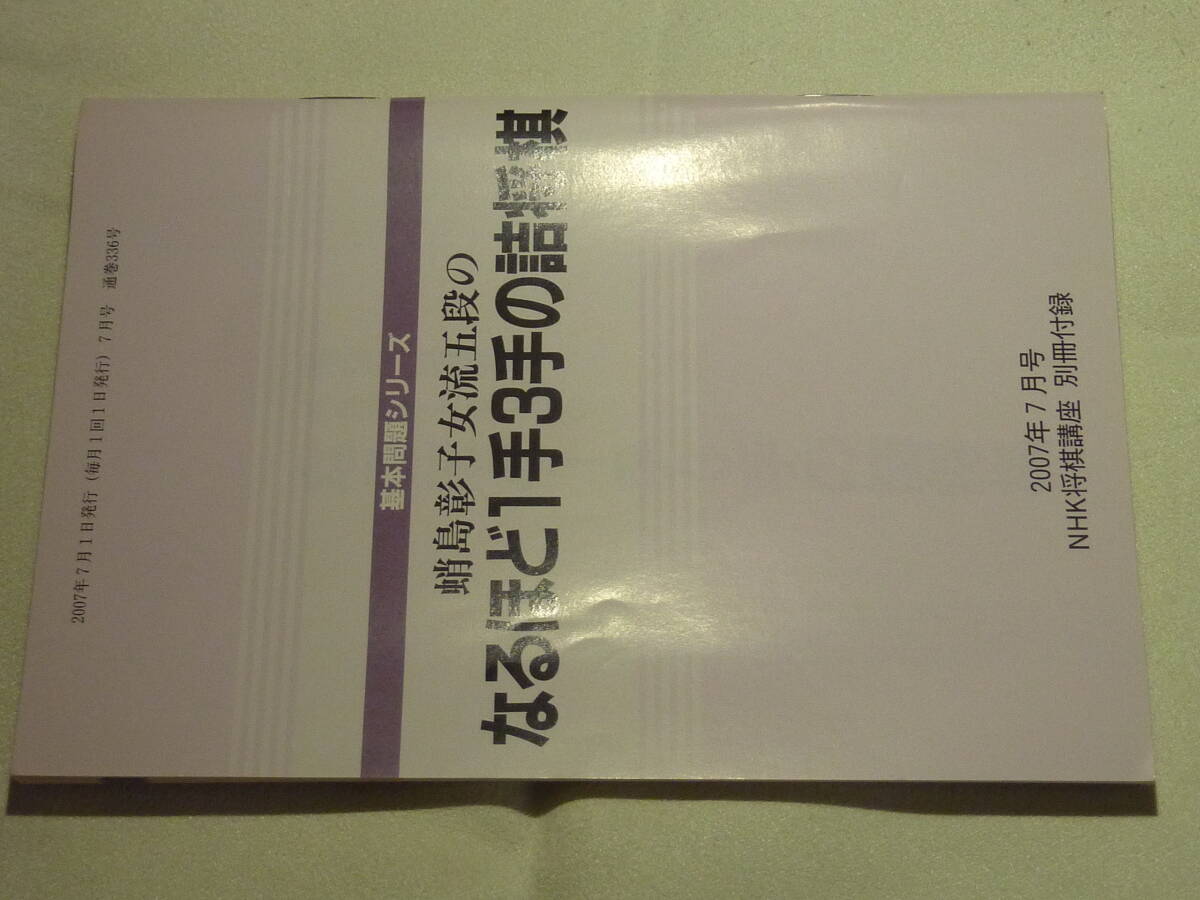 2007年7月1日発行（毎月1回1日発行）7月号　通巻336号
基本問題シリーズ
蛸島彰子女流五段の
なるほど1手3手の詰将棋
2007年7月号
NHK将棋講座 別冊付録